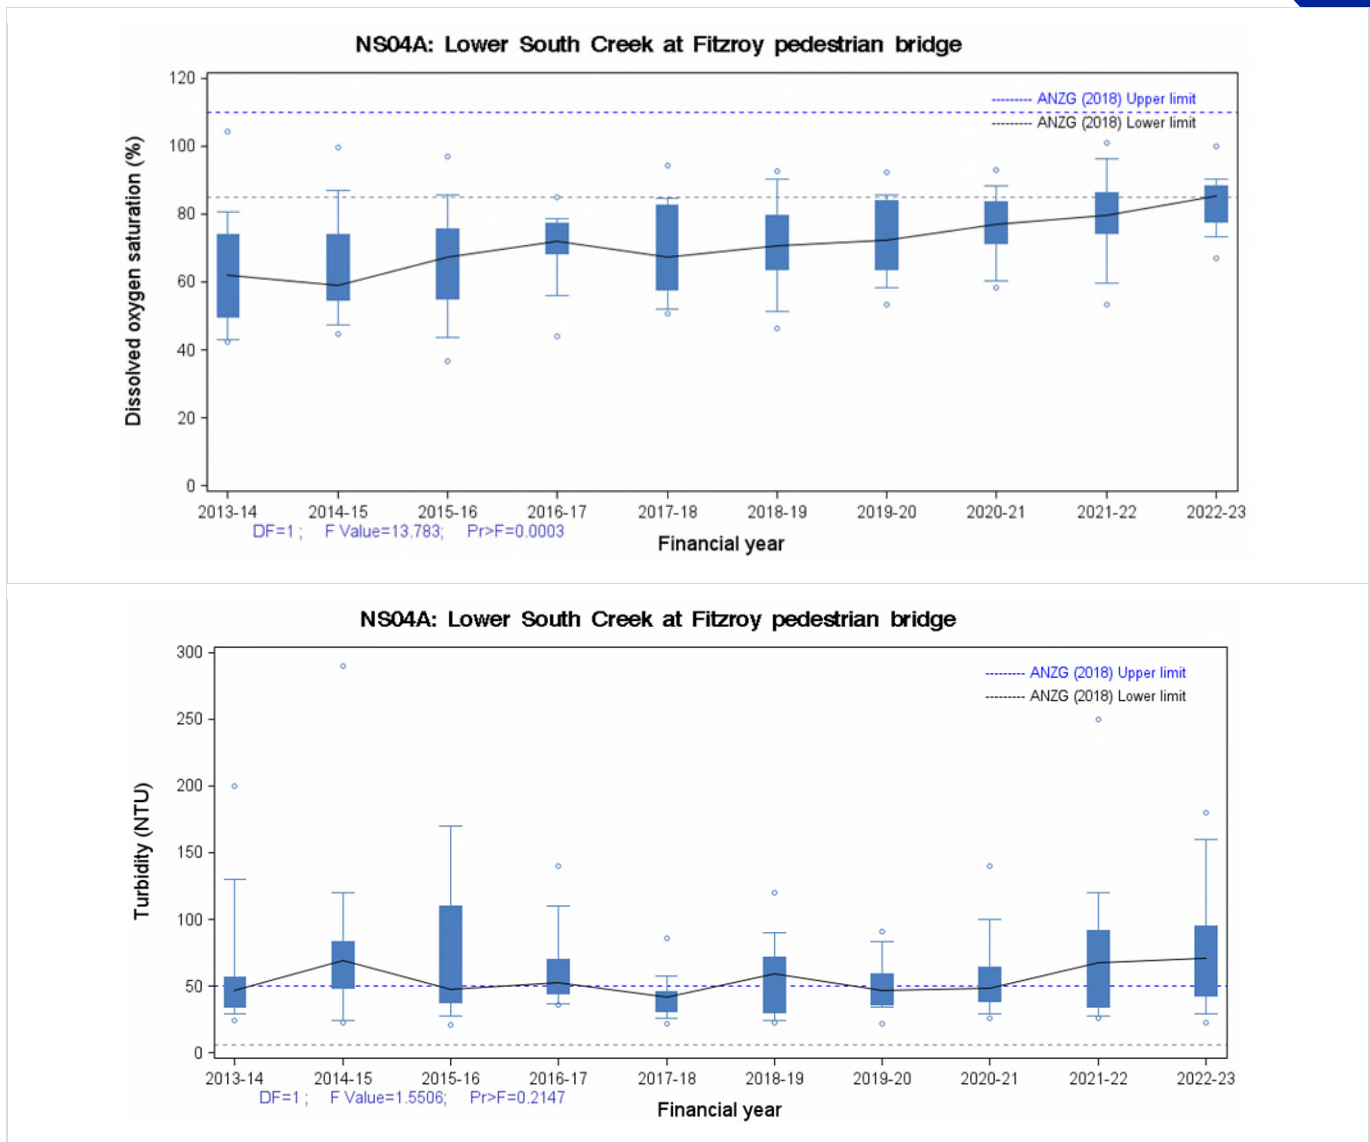 NS04A: Lower South Creek at Fitzroy pedestrian bridge
120
100
80
60
40
20
0
Dissolved oxygen saturation (%)
ANZG (2018) Upper limit
ANZG (2018) Lower limit
2013-14 2014-15 2015-16 2016-17 2017-18 2018-19 2019-20 2020-21 2021-22 2022-23
DF=1 ; F Value=13.783; Pr>F=0.0003
Financial year
NS04A: Lower South Creek at Fitzroy pedestrian bridge
300
250
200
150
100
50
0
Turbidity (NTU)
ANZG (2018) Upper limit
ANZG (2018) Lower limit
2013-14 2014-15 2015-16 2016-17 2017-18 2018-19 2019-20 2020-21 2021-22 2022-23
DF=1 ; F Value=1.5506; Pr>F=0.2147
Financial year